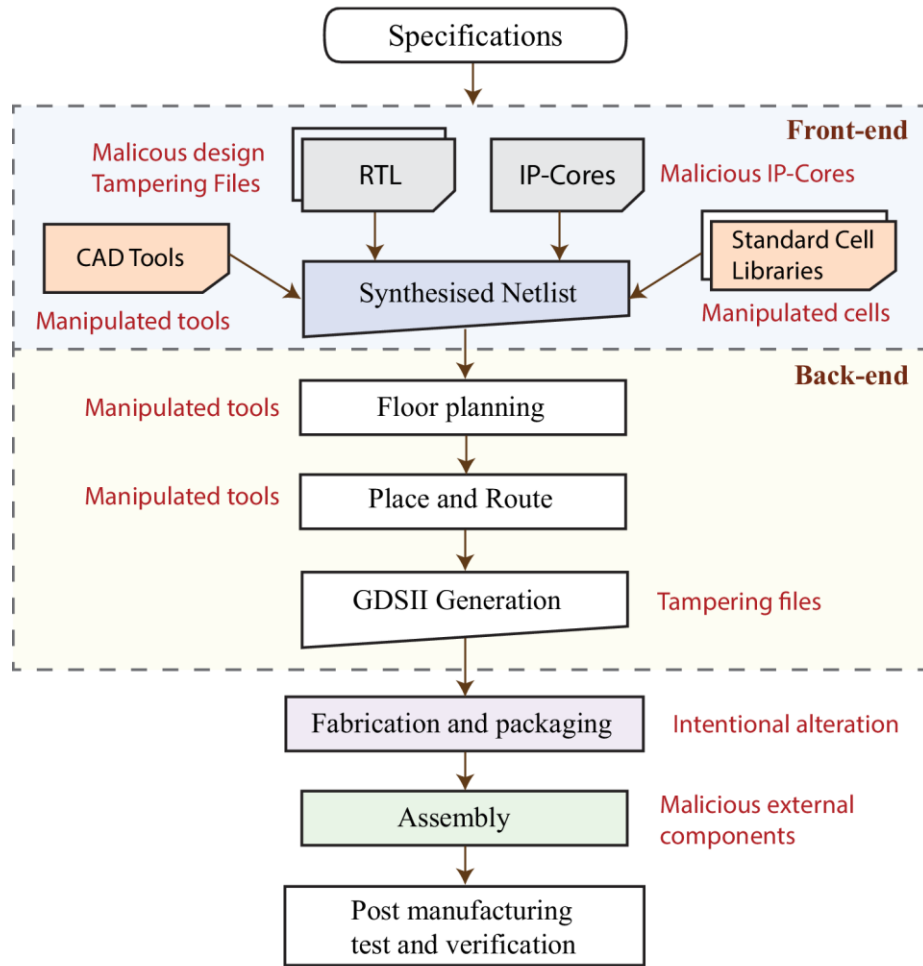 Specifications
Front-end
Malicous design
Tampering Files
RTL
IP-Cores
Malicious IP-Cores
CAD Tools
Standard Cell
Libraries
Synthesised Netlist
Manipulated tools
Manipulated cells
Back-end
Manipulated tools
Floor planning
Manipulated tools
Place and Route
GDSII Generation
Tampering files
Fabrication and packaging
Intentional alteration
Assembly
Malicious external
components
Post manufacturing
test and verification